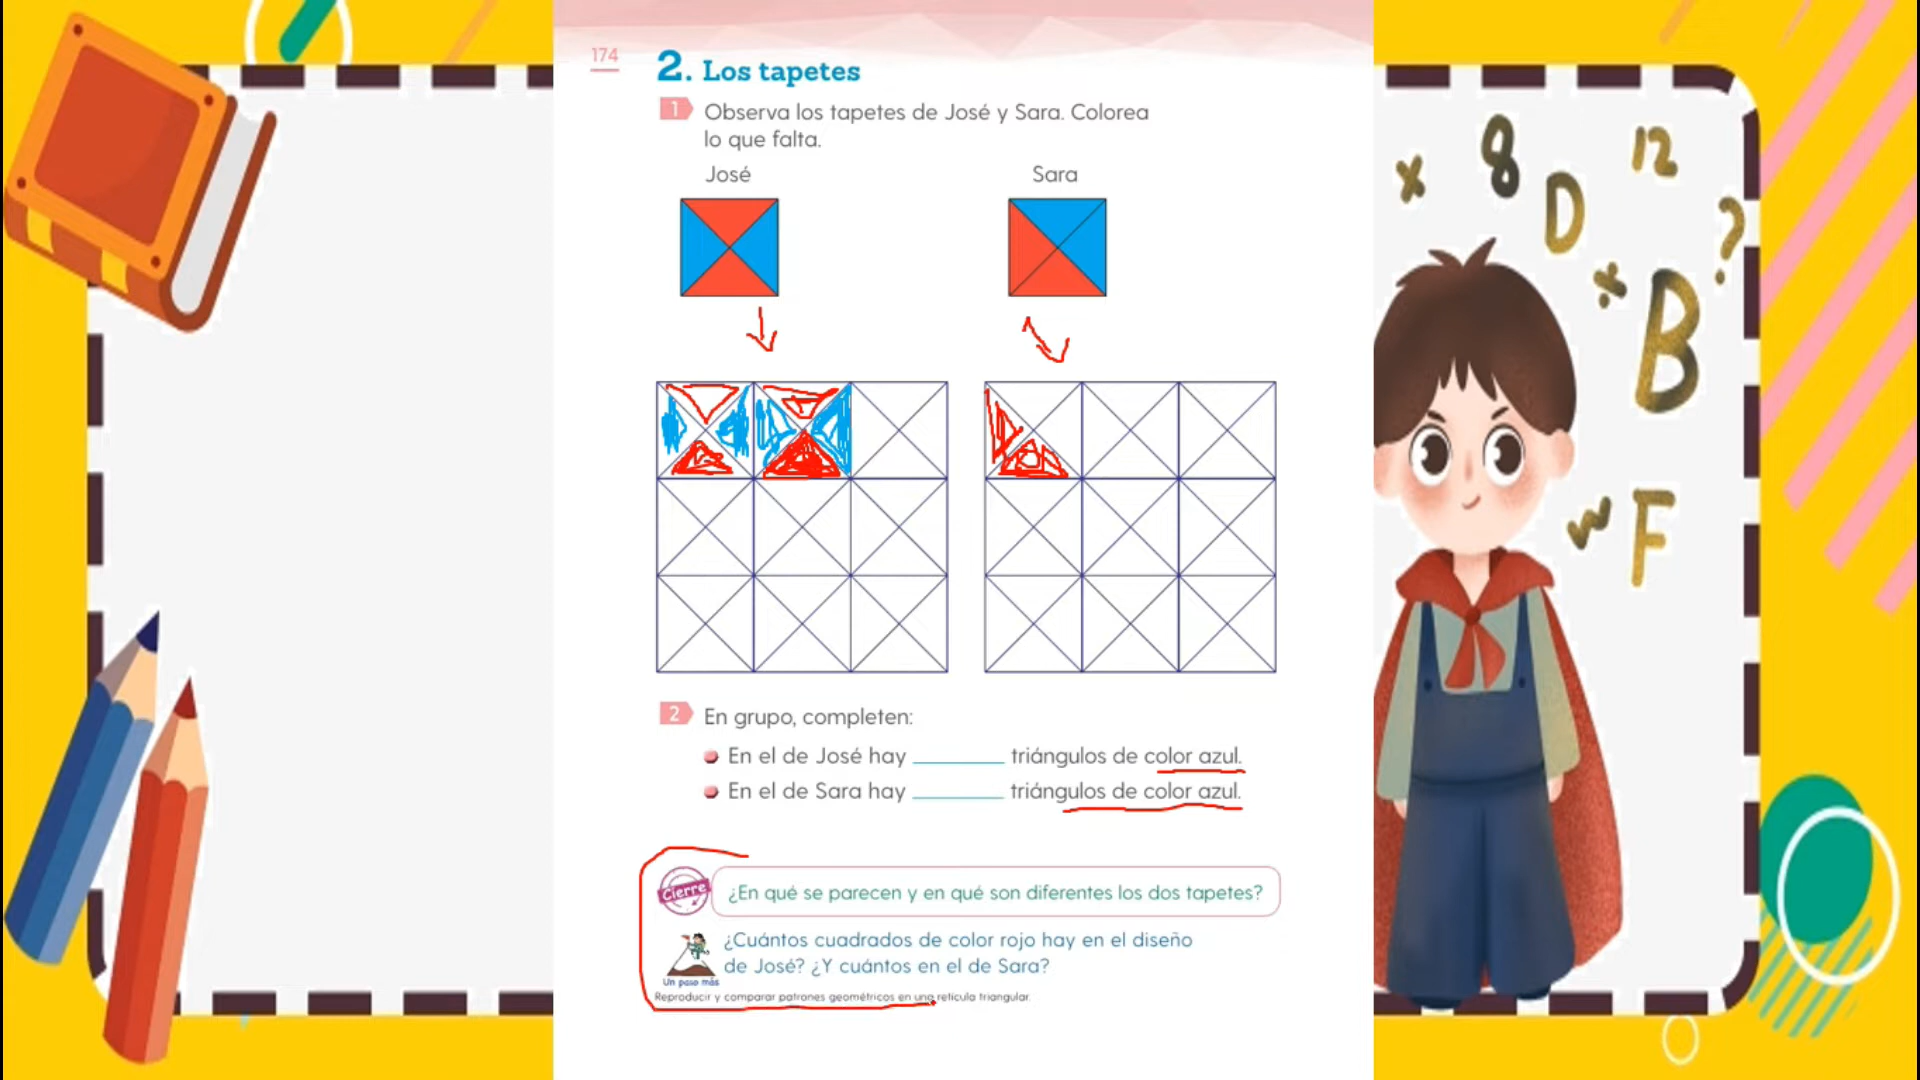 174
2. Los tapetes
1 Observa los tapetes de José y Sara. Colorea
lo que falta.
José Sara
2 En grupo, completen:
En el de José hay ________ triángulos de color azul.
En el de Sara hay ________ triángulos de color azul.
Cierre ¿En qué se parecen y en qué son diferentes los dos tapetes?
¿Cuántos cuadrados de color rojo hay en el diseño
de José? ¿Y cuántos en el de Sara?
Un paso más
Reproducir y comparar patrones geométricos en una retícula triangular.
x 8 D 12 ?
B
F